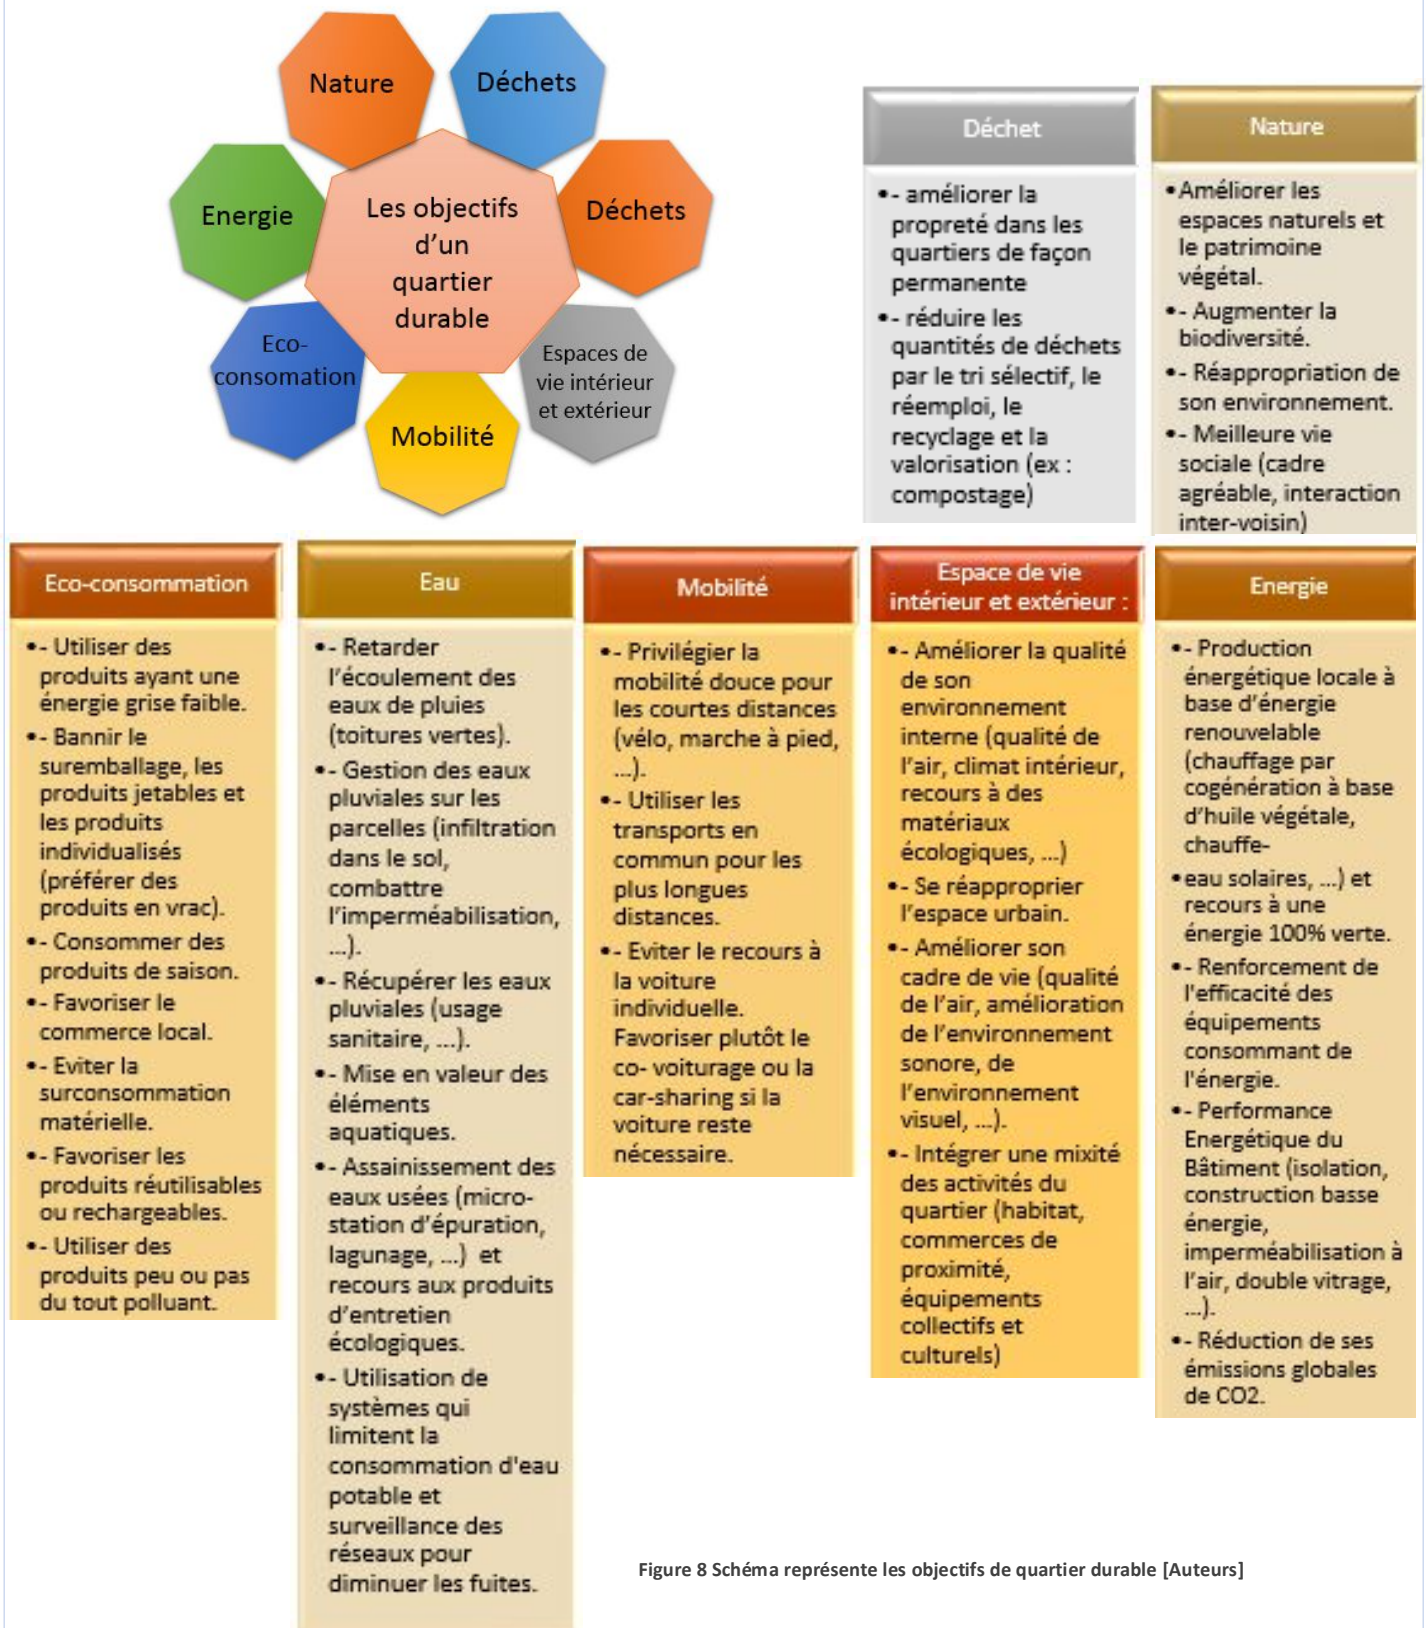 Nature
Déchets
Energie
Les objectifs
d’un
quartier
durable
Déchets
Eco-
consomation
Mobilité
Espaces de
vie intérieur
et extérieur
Déchet
•- améliorer la
propreté dans les
quartiers de façon
permanente
•- réduire les
quantités de déchets
par le tri sélectif, le
réemploi, le
recyclage et la
valorisation (ex :
compostage)
Nature
•Améliorer les
espaces naturels et
le patrimoine
végétal.
•- Augmenter la
biodiversité.
•- Réappropriation de
son environnement.
•- Meilleure vie
sociale (cadre
agréable, interaction
inter-voisin)
Eco-consommation
•- Utiliser des
produits ayant une
énergie grise faible.
•- Bannir le
suremballage, les
produits jetables et
les produits
individualisés
(préférer des
produits en vrac).
•- Consommer des
produits de saison.
•- Favoriser le
commerce local.
•- Eviter la
surconsommation
matérielle.
•- Favoriser les
produits réutilisables
ou rechargeables.
•- Utiliser des
produits peu ou pas
du tout polluant.
Eau
•- Retarder
l’écoulement des
eaux de pluies
(toitures vertes).
•- Gestion des eaux
pluviales sur les
parcelles (infiltration
dans le sol,
combattre
l’imperméabilisation,
...).
•- Récupérer les eaux
pluviales (usage
sanitaire, ...).
•- Mise en valeur des
éléments
aquatiques.
•- Assainissement des
eaux usées (micro-
station d’épuration,
lagunage, ...) et
recours aux produits
d’entretien
écologiques.
•- Utilisation de
systèmes qui
limitent la
consommation d'eau
potable et
surveillance des
réseaux pour
diminuer les fuites.
Mobilité
•- Privilégier la
mobilité douce pour
les courtes distances
(vélo, marche à pied,
...).
•- Utiliser les
transports en
commun pour les
plus longues
distances.
•- Eviter le recours à
la voiture
individuelle.
Favoriser plutôt le
co- voiturage ou la
car-sharing si la
voiture reste
nécessaire.
Espace de vie
intérieur et extérieur :
•- Améliorer la qualité
de son
environnement
interne (qualité de
l’air, climat intérieur,
recours à des
matériaux
écologiques, ...)
•- Se réapproprier
l’espace urbain.
•- Améliorer son
cadre de vie (qualité
de l’air, amélioration
de l’environnement
sonore, de
l’environnement
visuel, ...).
•- Intégrer une mixité
des activités du
quartier (habitat,
commerces de
proximité,
équipements
collectifs et
culturels)
Energie
•- Production
énergétique locale à
base d’énergie
renouvelable
(chauffage par
cogénération à base
d’huile végétale,
chauffe-
•eau solaires, ...) et
recours à une
énergie 100% verte.
•- Renforcement de
l'efficacité des
équipements
consommant de
l'énergie.
•- Performance
Energétique du
Bâtiment (isolation,
construction basse
énergie,
imperméabilisation à
l’air, double vitrage,
...).
•- Réduction de ses
émissions globales
de CO2.
Figure 8 Schéma représente les objectifs de quartier durable [Auteurs]